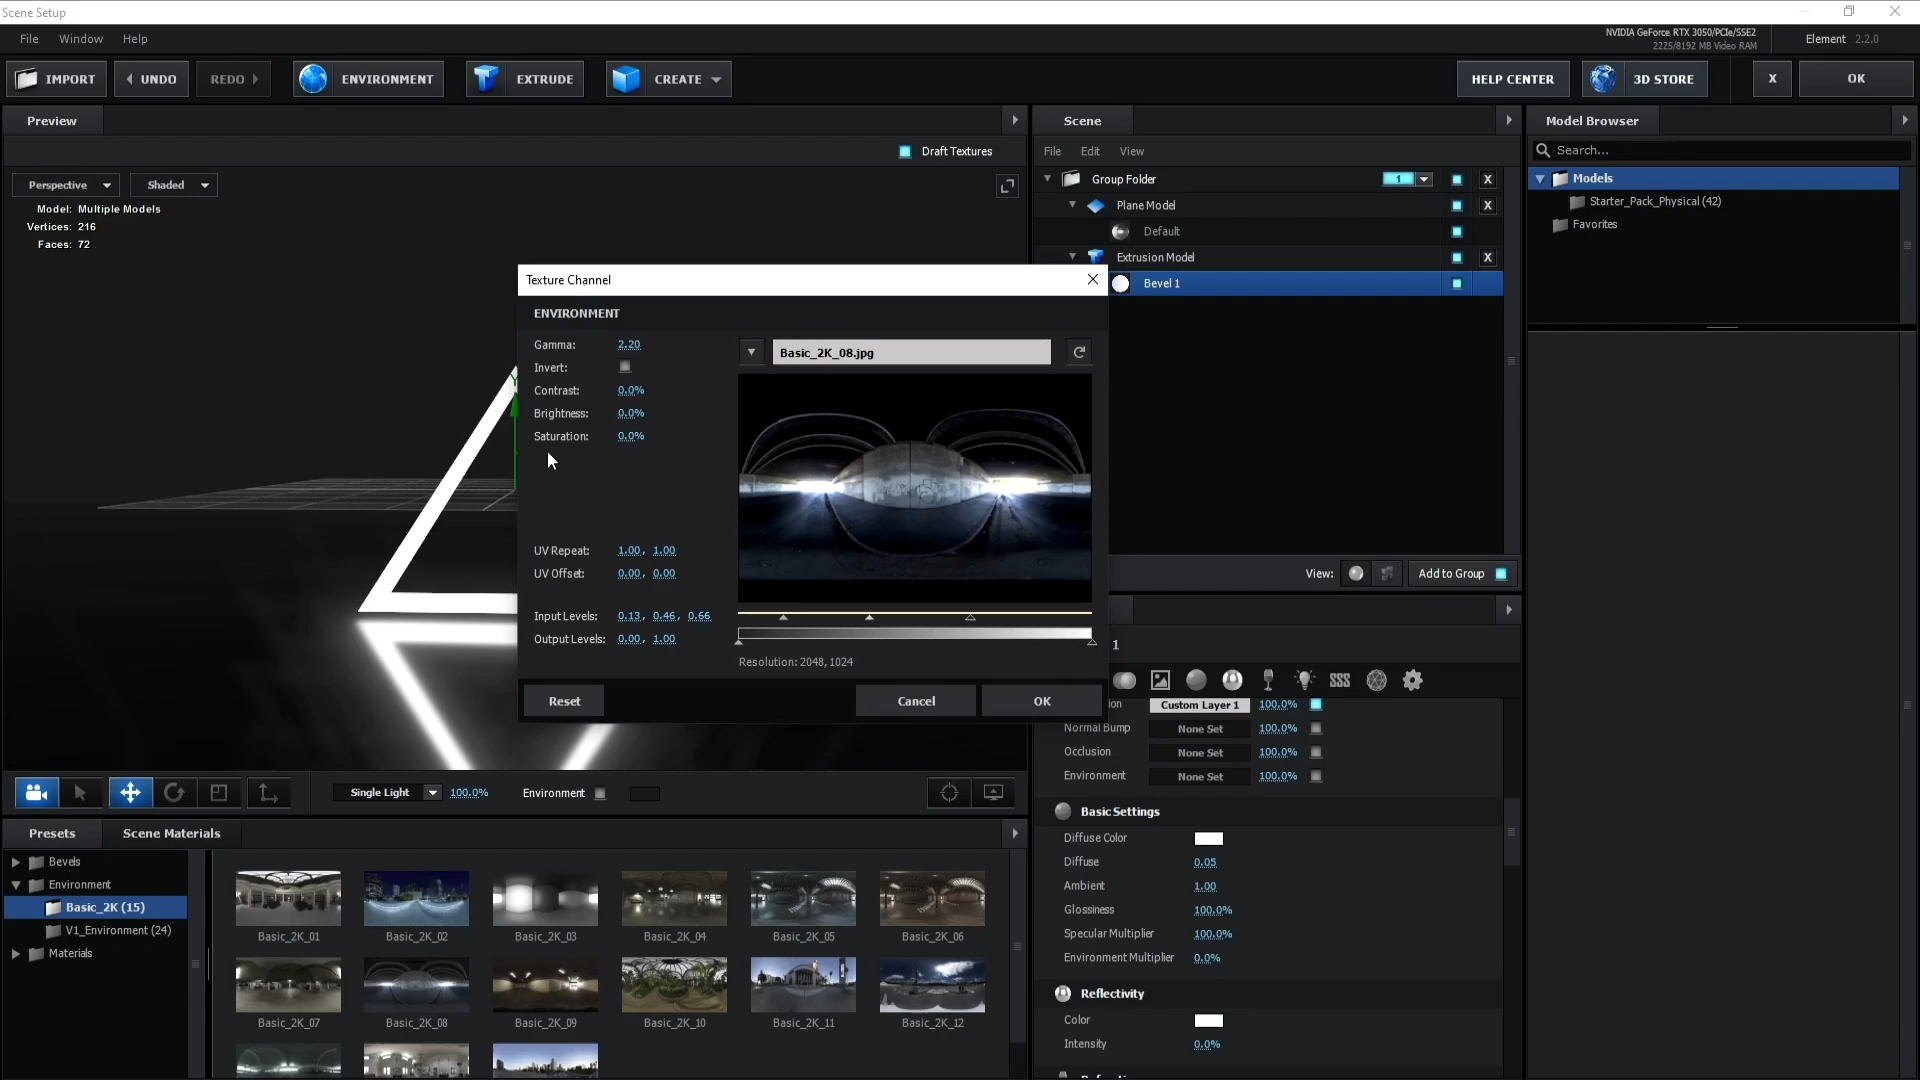 Scene Setup
File Window Help
NVIDIA GeForce RTX 3050/PCIe/SSE2
2225/8192 MB Video RAM
Element 2.2.0
IMPORT UNDO REDO ENVIRONMENT EXTRUDE CREATE HELP CENTER 3D STORE X OK
Preview
Draft Textures
Perspective Shaded
Model: Multiple Models
Vertices: 216
Faces: 72
Scene
File Edit View
Group Folder 1 X
Plane Model X
Default
Extrusion Model X
Bevel 1
Model Browser
Search...
Models
Starter_Pack_Physical (42)
Favorites
Texture Channel
ENVIRONMENT
Gamma: 2.20
Invert:
Contrast: 0.0%
Brightness: 0.0%
Saturation: 0.0%
UV Repeat: 1.00, 1.00
UV Offset: 0.00, 0.00
Input Levels: 0.13, 0.46, 0.66
Output Levels: 0.00, 1.00
Basic_2K_08.jpg
Resolution: 2048, 1024
Reset Cancel OK
View: Add to Group
1
SSS
ion Custom Layer 1 100.0%
Normal Bump None Set 100.0%
Occlusion None Set 100.0%
Environment None Set 100.0%
Basic Settings
Diffuse Color
Diffuse 0.05
Ambient 1.00
Glossiness 100.0%
Specular Multiplier 100.0%
Environment Multiplier 0.0%
Reflectivity
Color
Intensity 0.0%
Single Light 100.0% Environment
Presets Scene Materials
Bevels
Environment
Basic_2K (15)
V1_Environment (24)
Materials
Basic_2K_01 Basic_2K_02 Basic_2K_03 Basic_2K_04 Basic_2K_05 Basic_2K_06
Basic_2K_07 Basic_2K_08 Basic_2K_09 Basic_2K_10 Basic_2K_11 Basic_2K_12